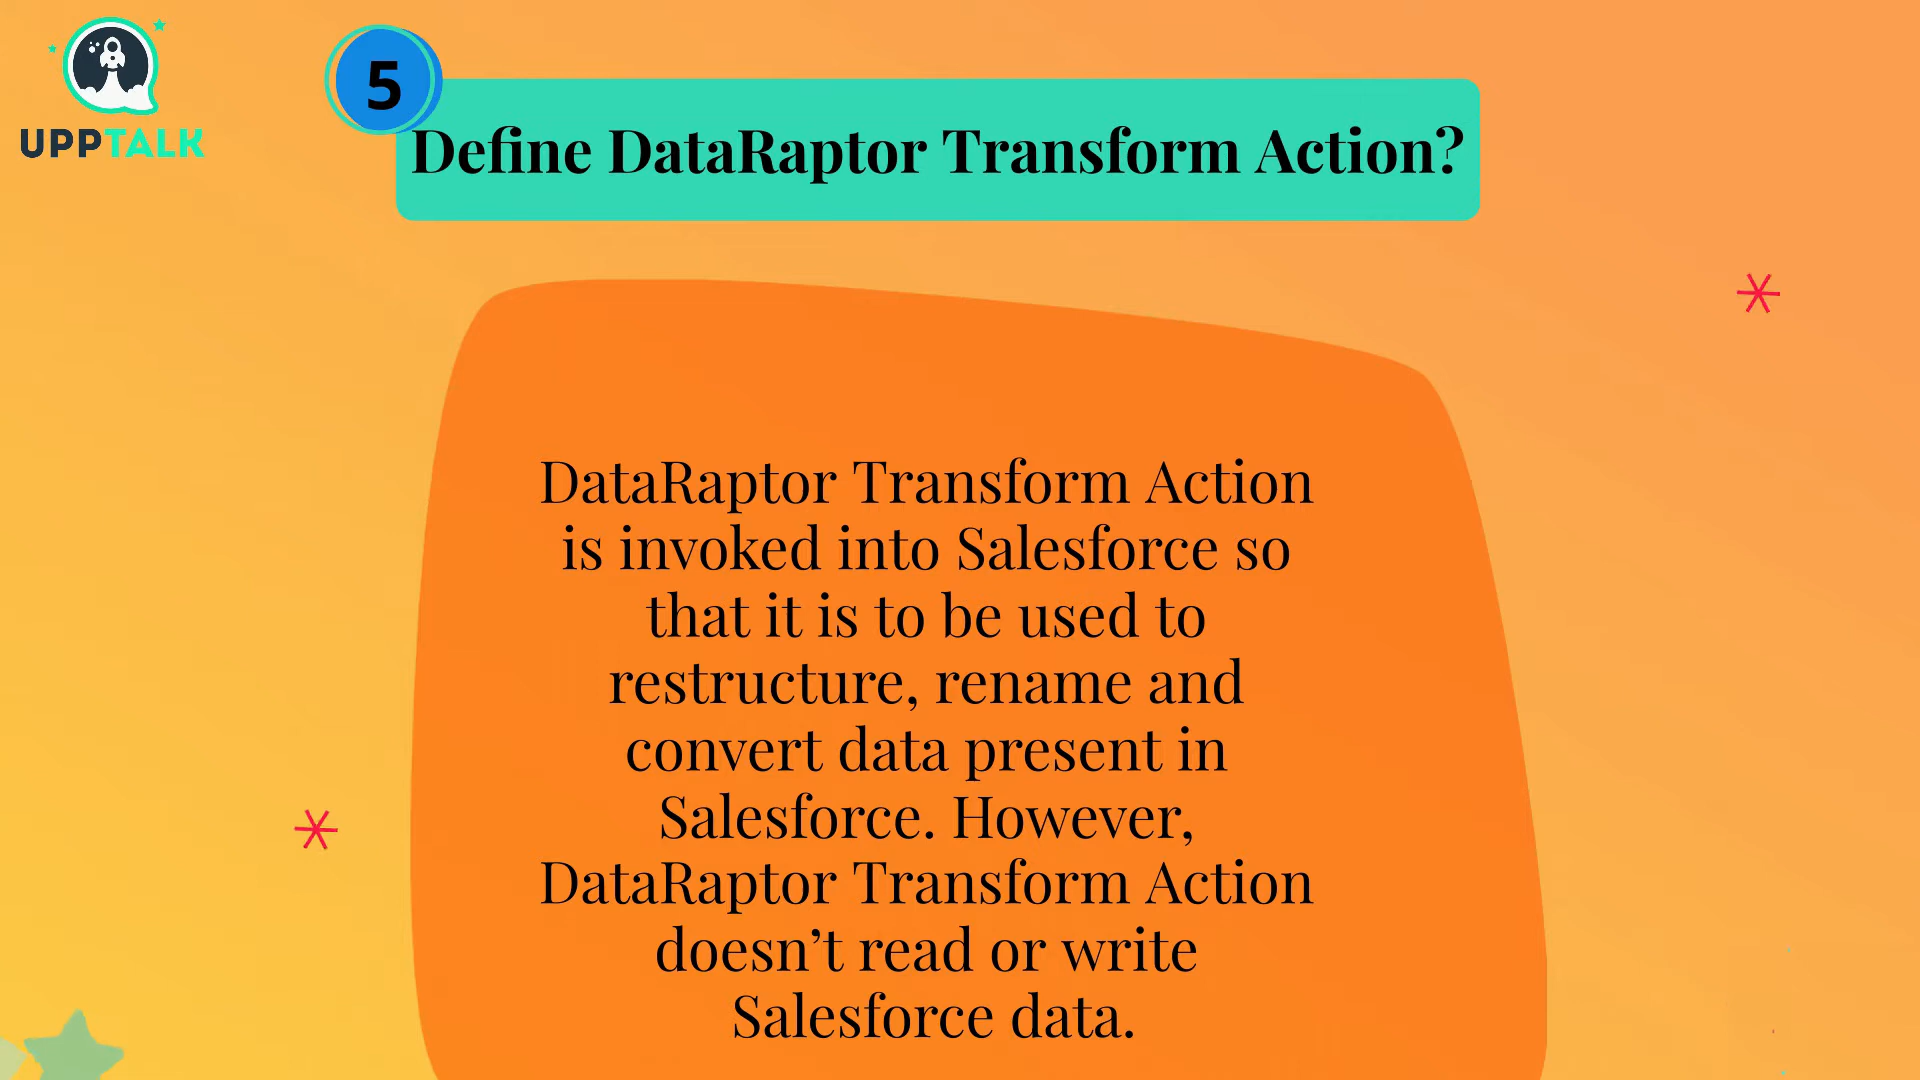 UPPTALK
5
Define DataRaptor Transform Action?
DataRaptor Transform Action
is invoked into Salesforce so
that it is to be used to
restructure, rename and
convert data present in
Salesforce. However,
DataRaptor Transform Action
doesn’t read or write
Salesforce data.